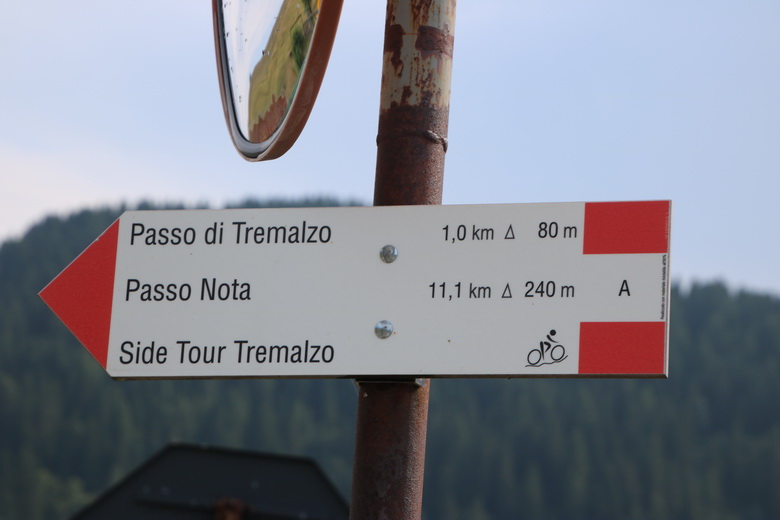 Passo di Tremalzo 1,0 km Δ 80 m
Passo Nota 11,1 km Δ 240 m A
Side Tour Tremalzo